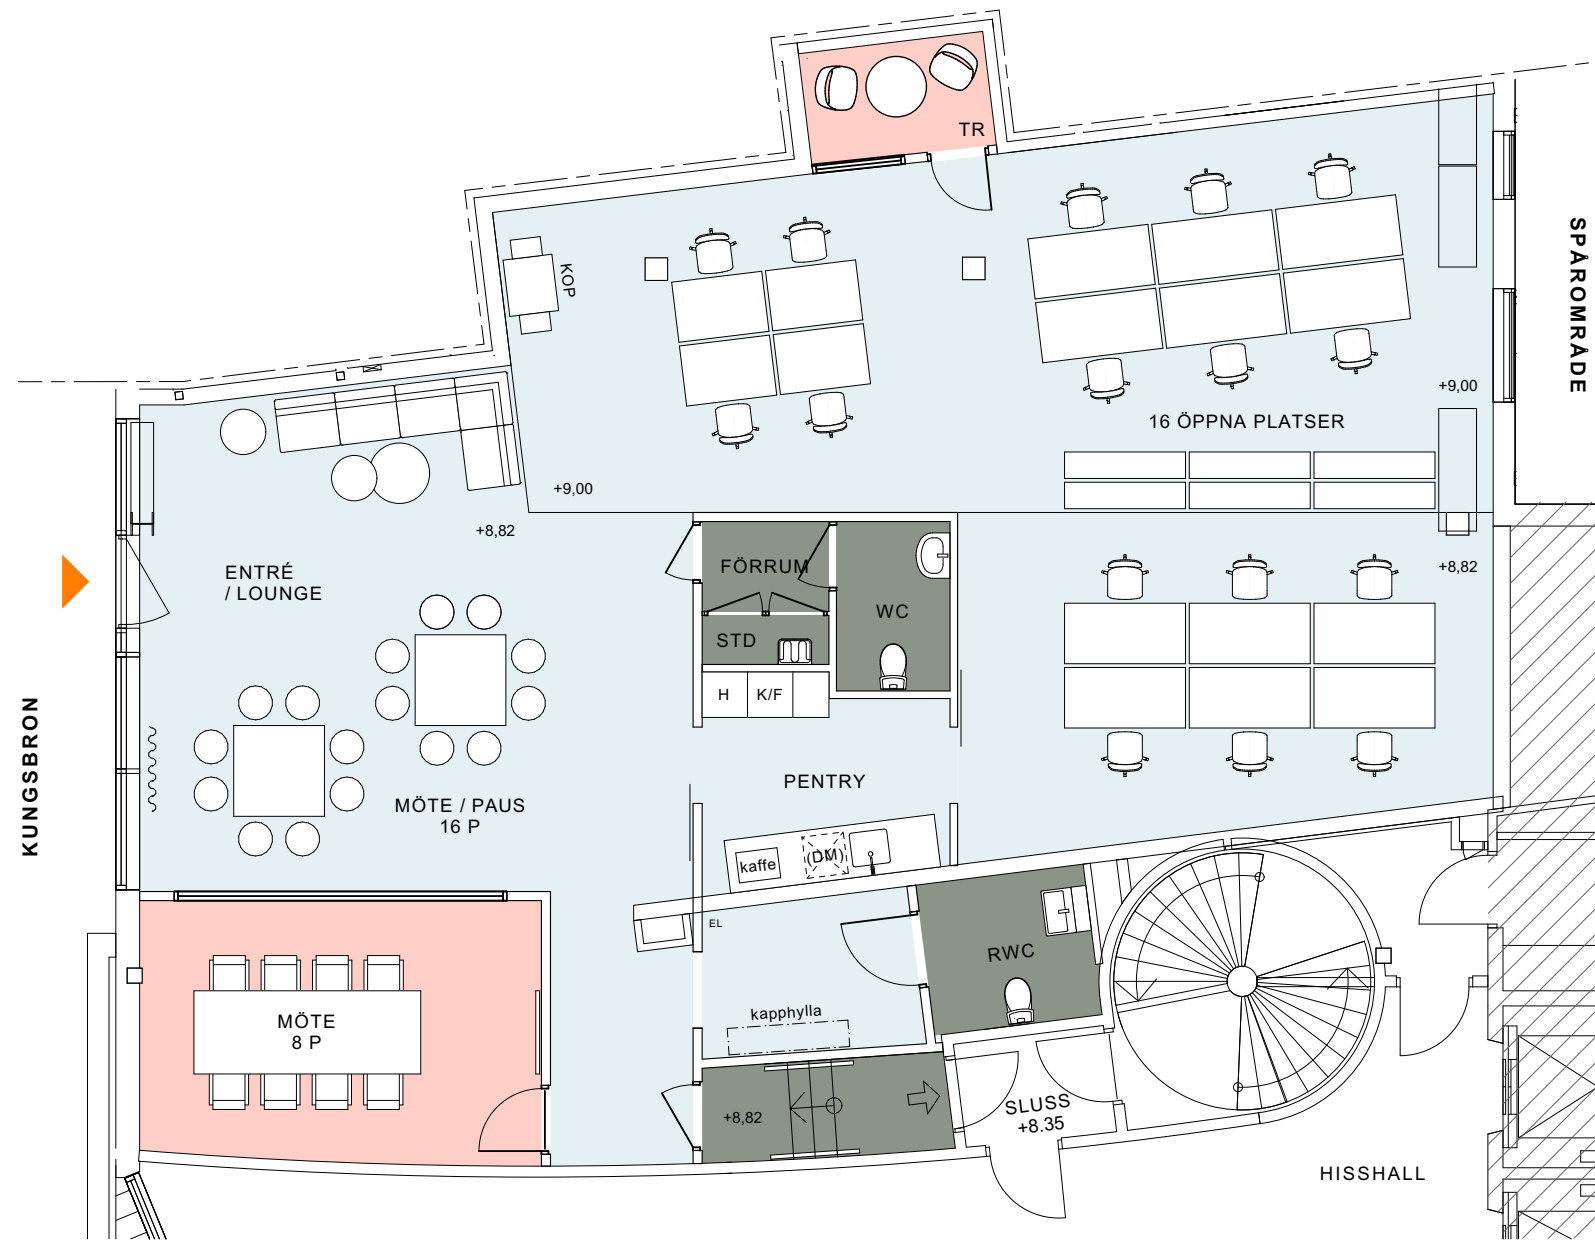 TR
KOP
SPÅROMRÅDE
+9,00
16 ÖPPNA PLATSER
+9,00
+8,82
ENTRÉ
/ LOUNGE
FÖRRUM
+8,82
WC
STD
H
K/F
KUNGSBRON
PENTRY
MÖTE / PAUS
16 P
kaffe
(DM)
EL
RWC
kapphylla
MÖTE
8 P
+8,82
SLUSS
+8.35
HISSHALL